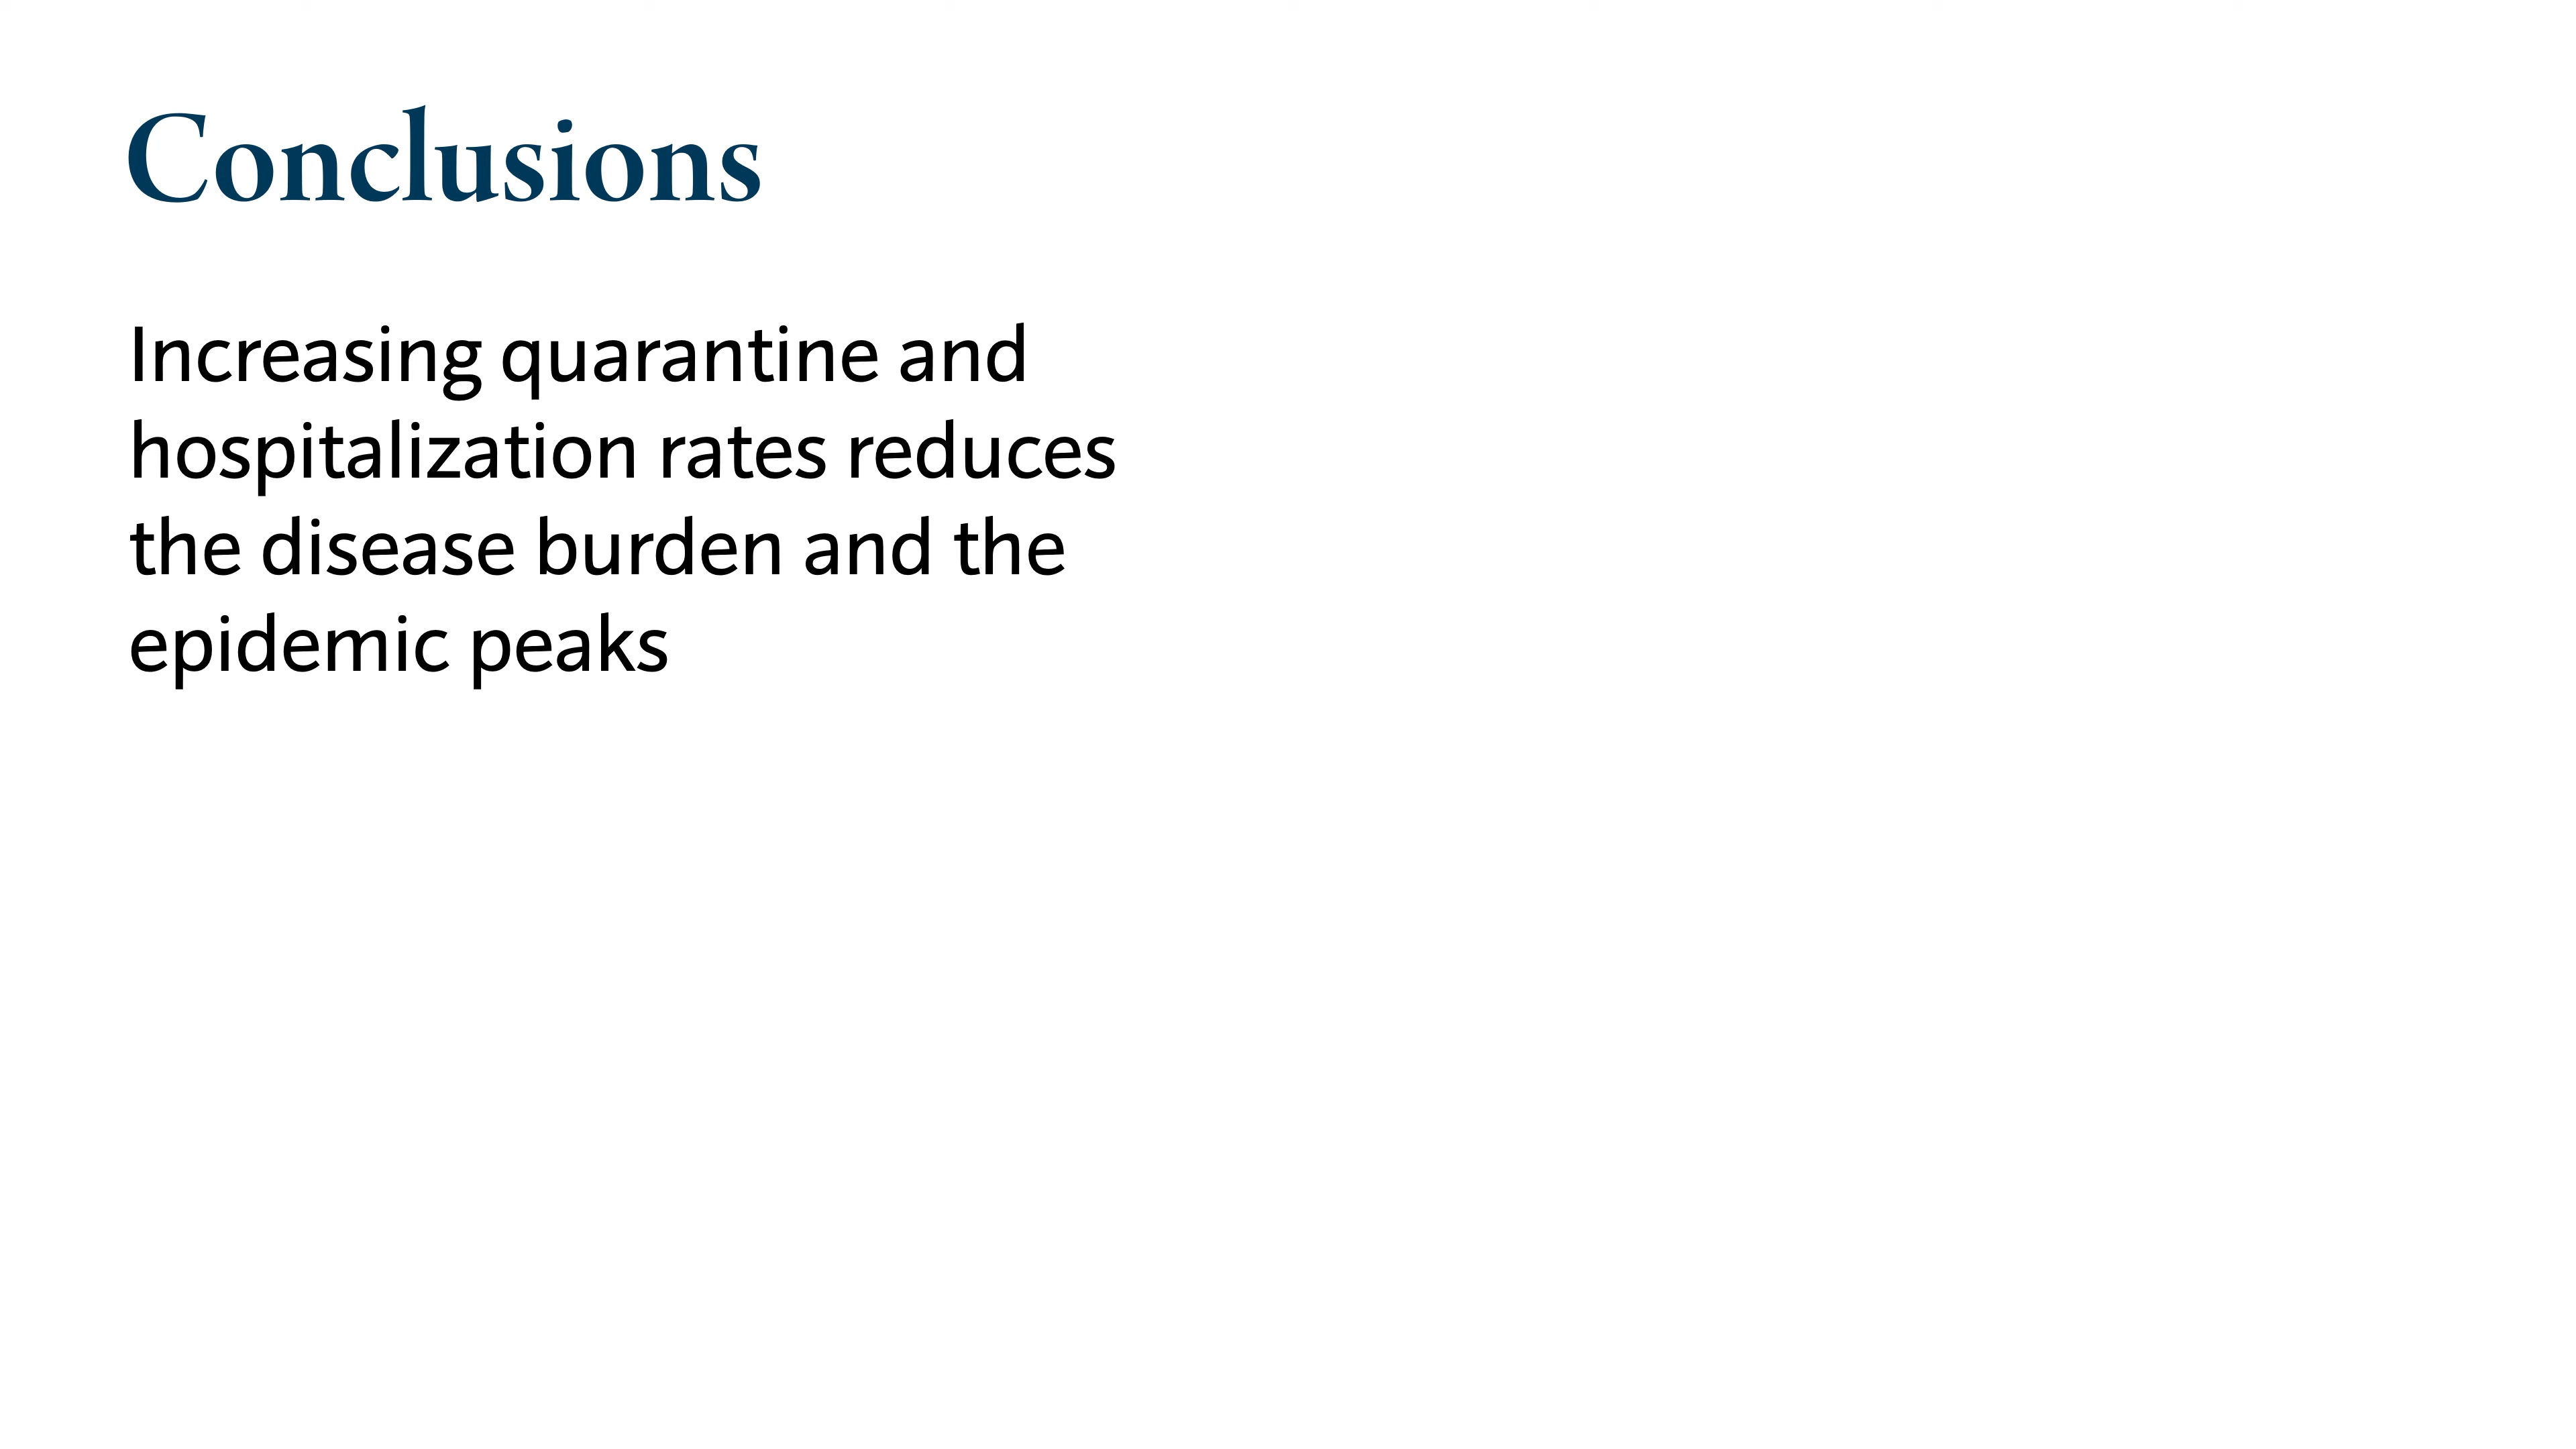 Conclusions
Increasing quarantine and
hospitalization rates reduces
the disease burden and the
epidemic peaks